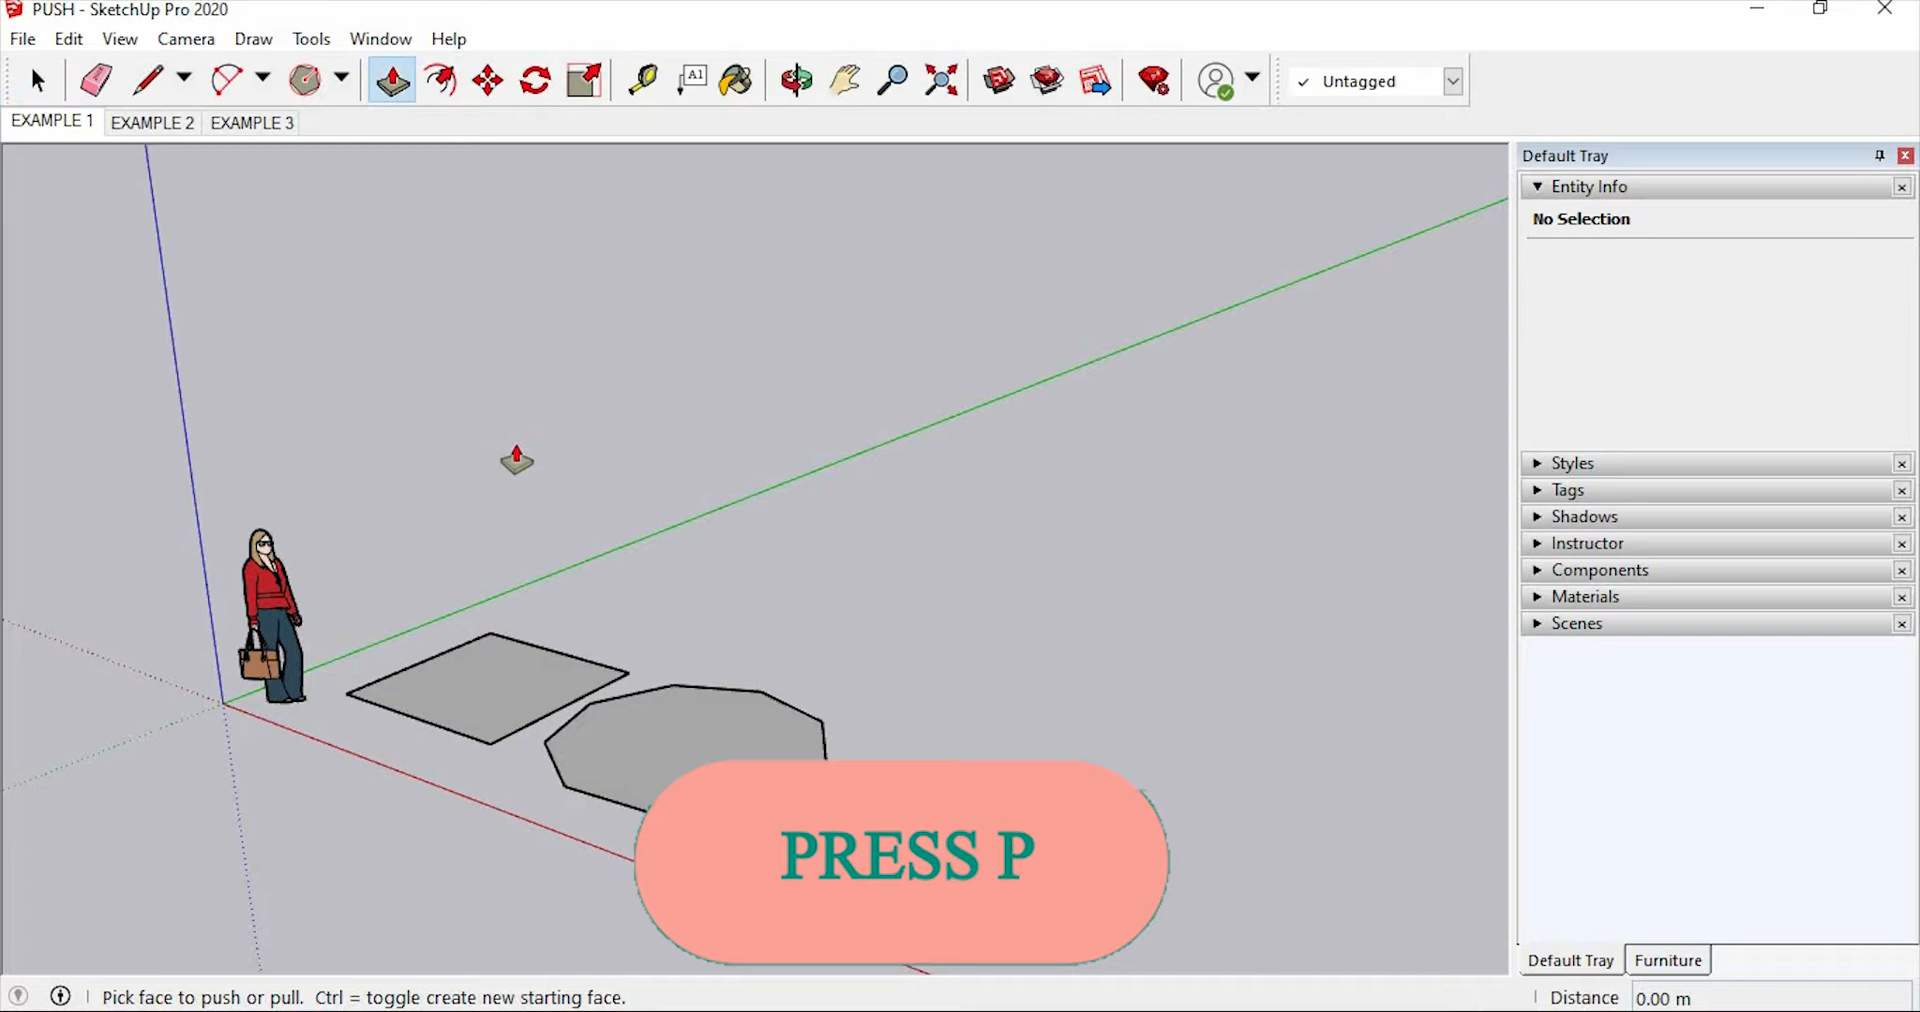 PUSH - SketchUp Pro 2020
File Edit View Camera Draw Tools Window Help
A1
Untagged
EXAMPLE 1 EXAMPLE 2 EXAMPLE 3
Default Tray
Entity Info
No Selection
Styles
Tags
Shadows
Instructor
Components
Materials
Scenes
PRESS P
Default Tray Furniture
Pick face to push or pull. Ctrl = toggle create new starting face.
Distance 0.00 m